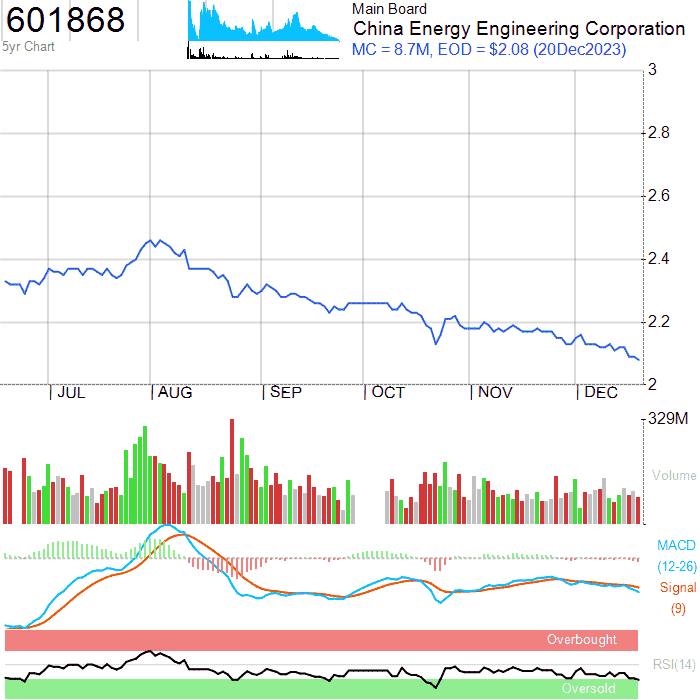 601868
5yr Chart
Main Board
China Energy Engineering Corporation
MC = 8.7M, EOD = $2.08 (20Dec2023)
3
2.8
2.6
2.4
2.2
2
JUL AUG SEP OCT NOV DEC
329M
Volume
MACD
(12-26)
Signal
(9)
Overbought
RSI(14)
Oversold